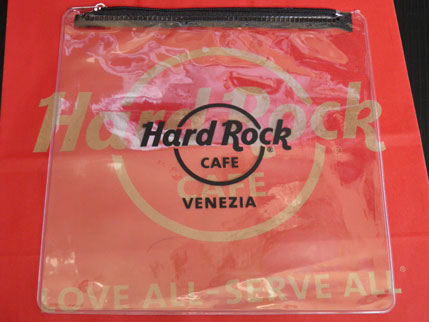 Hard Rock®
CAFE
VENEZIA
Hard Rock
CAFE
LOVE ALL-SERVE ALL®